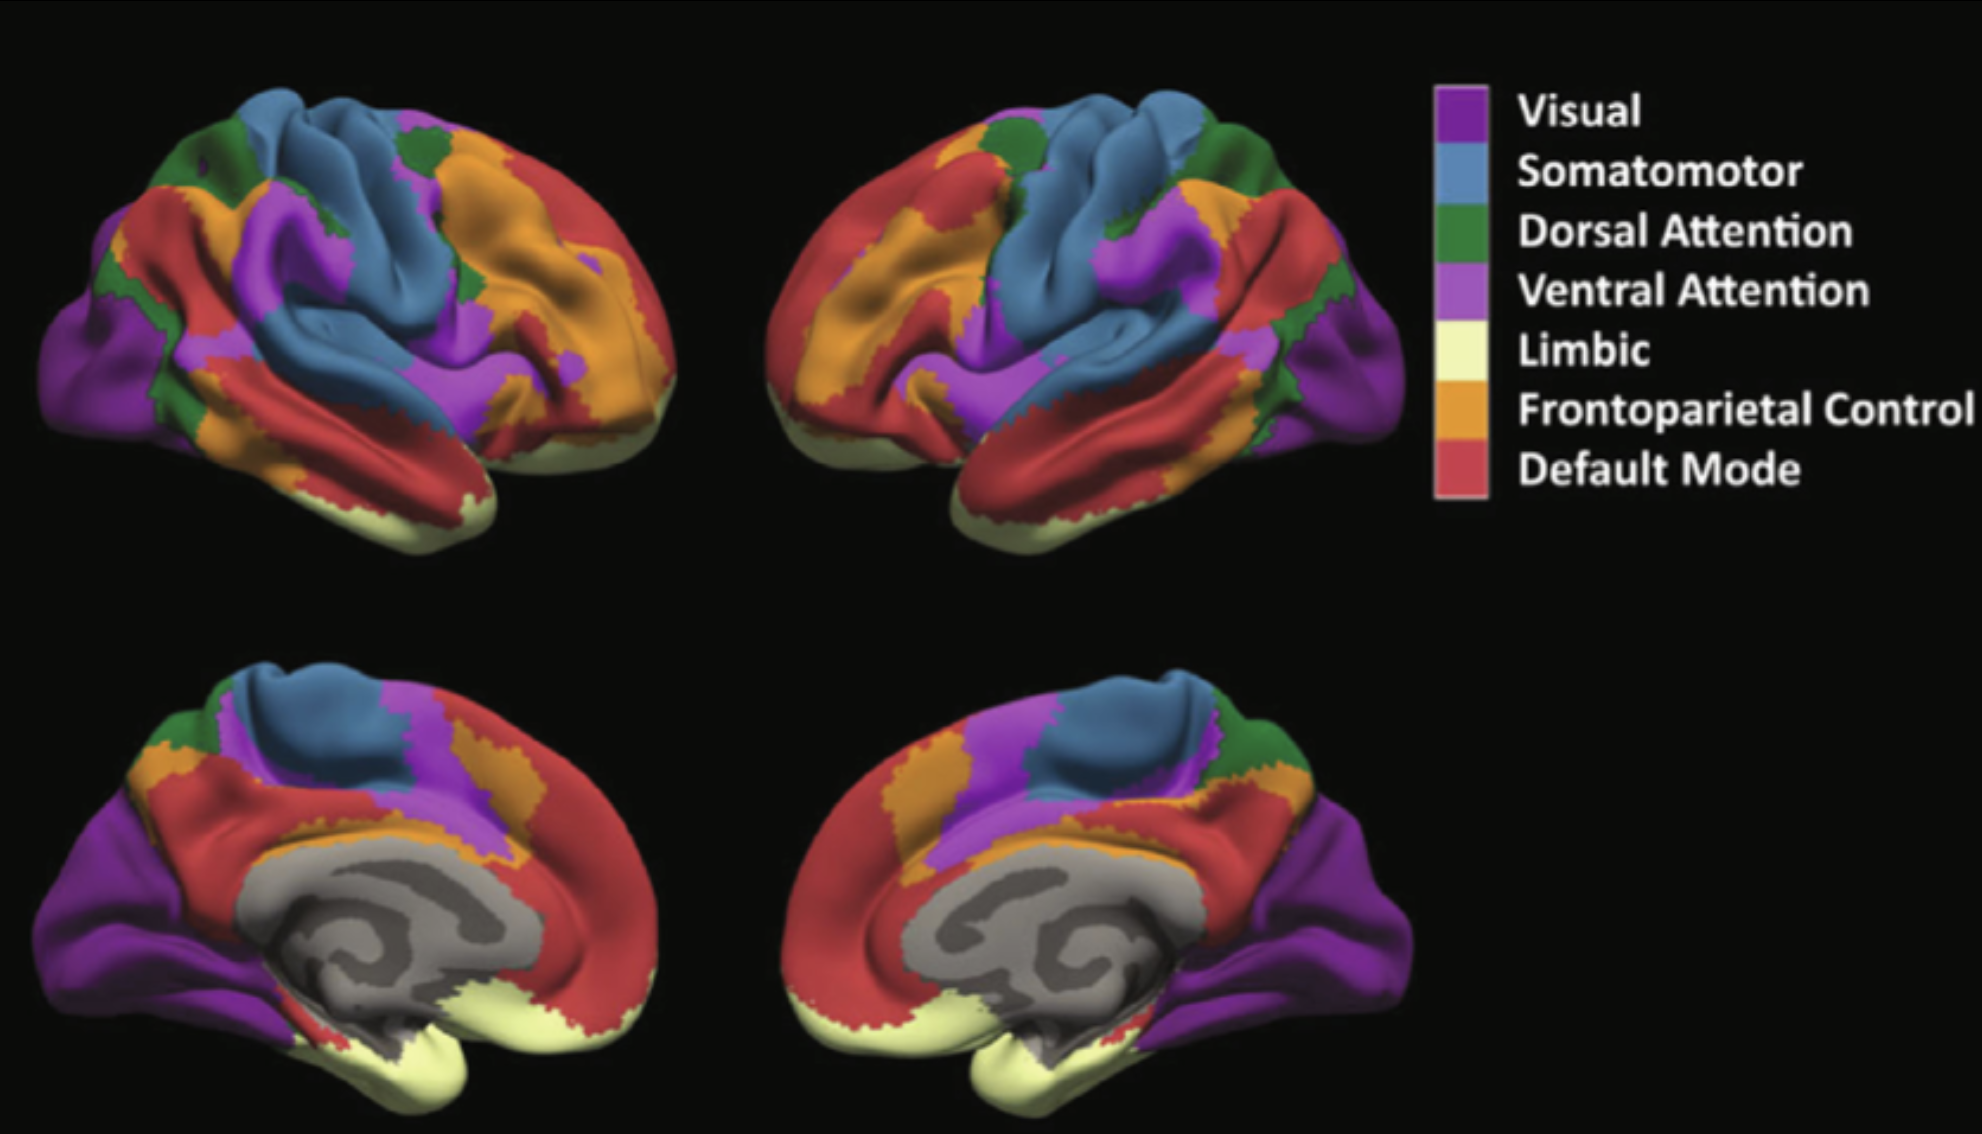 Visual
Somatomotor
Dorsal Attention
Ventral Attention
Limbic
Frontoparietal Control
Default Mode